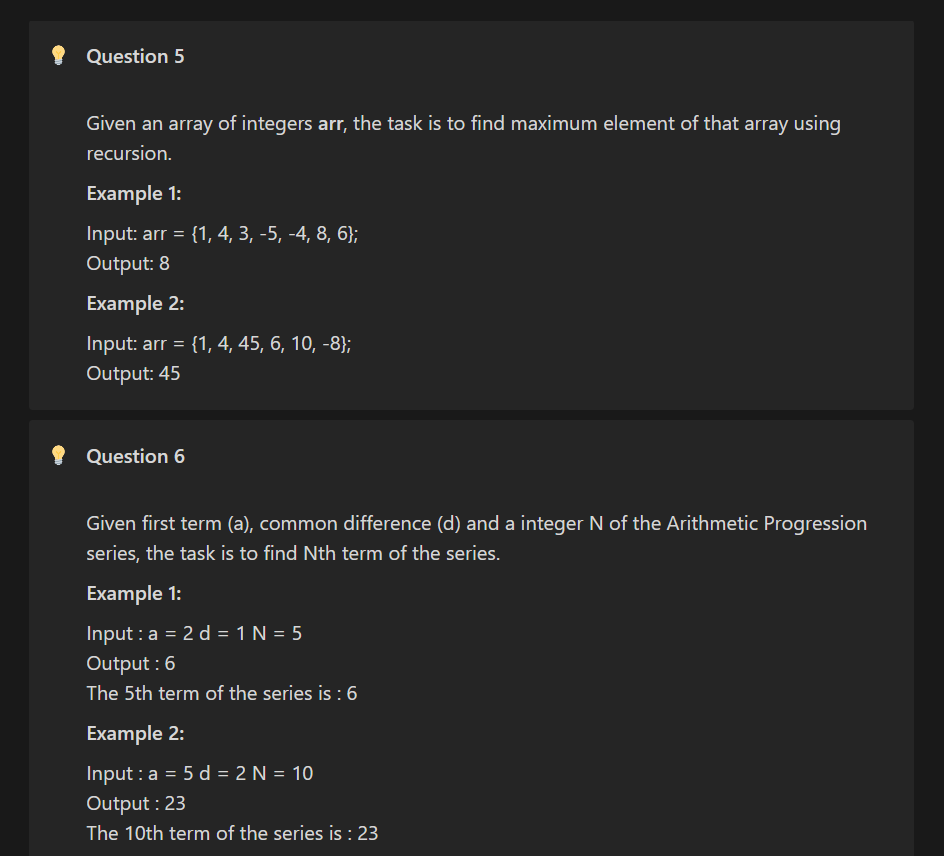 Question 5
Given an array of integers arr, the task is to find maximum element of that array using
recursion.
Example 1:
Input: arr = {1, 4, 3, -5, -4, 8, 6};
Output: 8
Example 2:
Input: arr = {1, 4, 45, 6, 10, -8};
Output: 45
Question 6
Given first term (a), common difference (d) and a integer N of the Arithmetic Progression
series, the task is to find Nth term of the series.
Example 1:
Input : a = 2 d = 1 N = 5
Output : 6
The 5th term of the series is : 6
Example 2:
Input : a = 5 d = 2 N = 10
Output : 23
The 10th term of the series is : 23